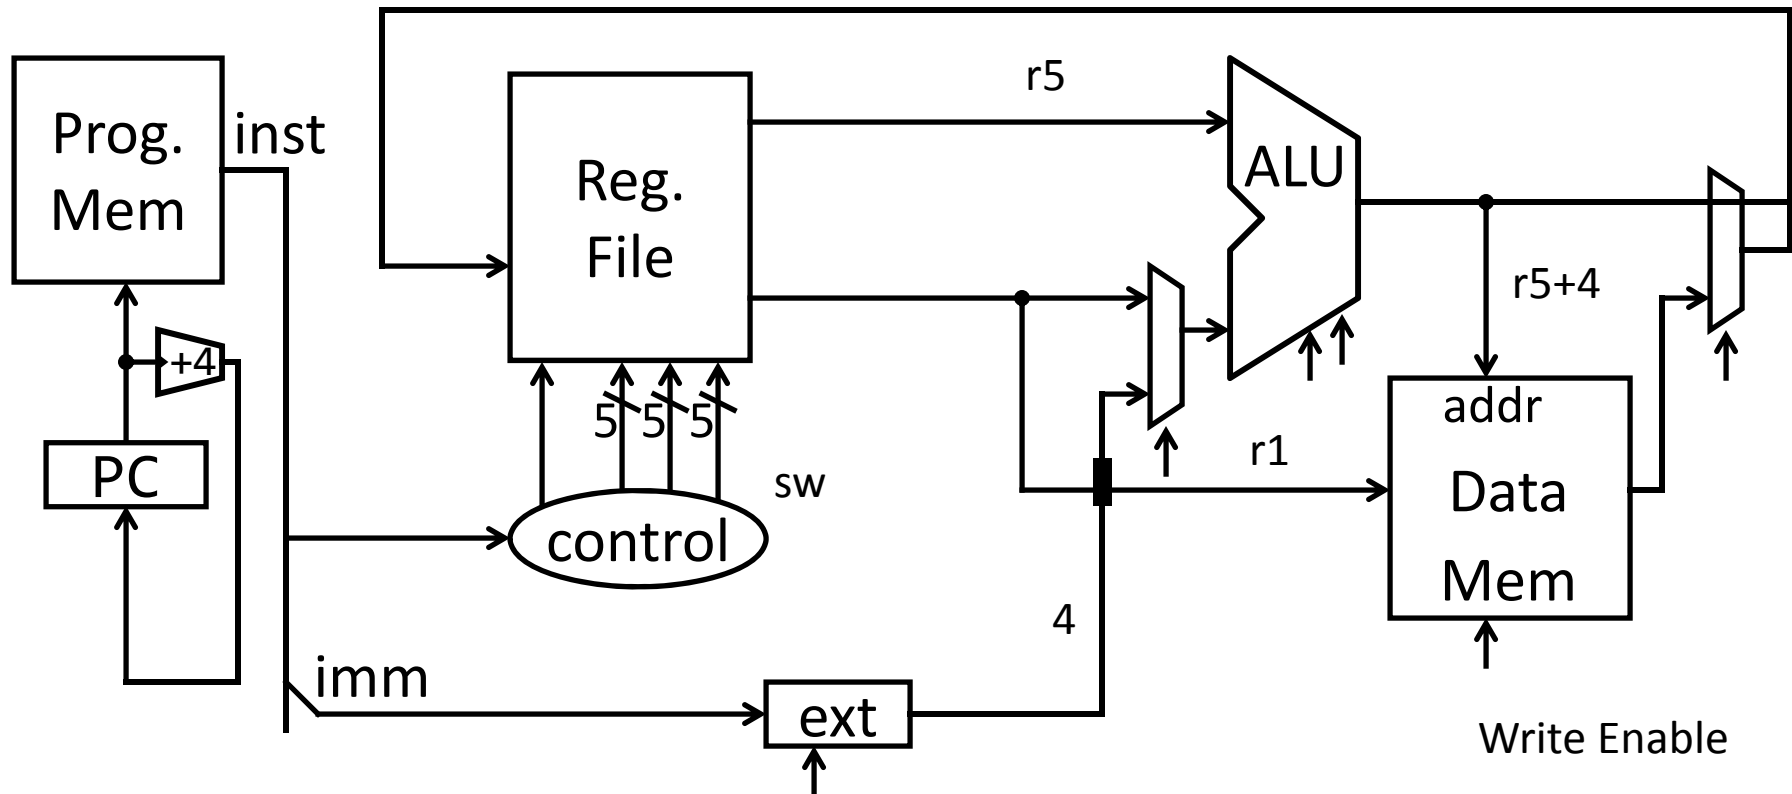 Prog.
Mem
inst
+4
PC
Reg.
File
5
5
5
control
sw
imm
ext
4
r5
ALU
r5+4
r1
addr
Data
Mem
Write Enable